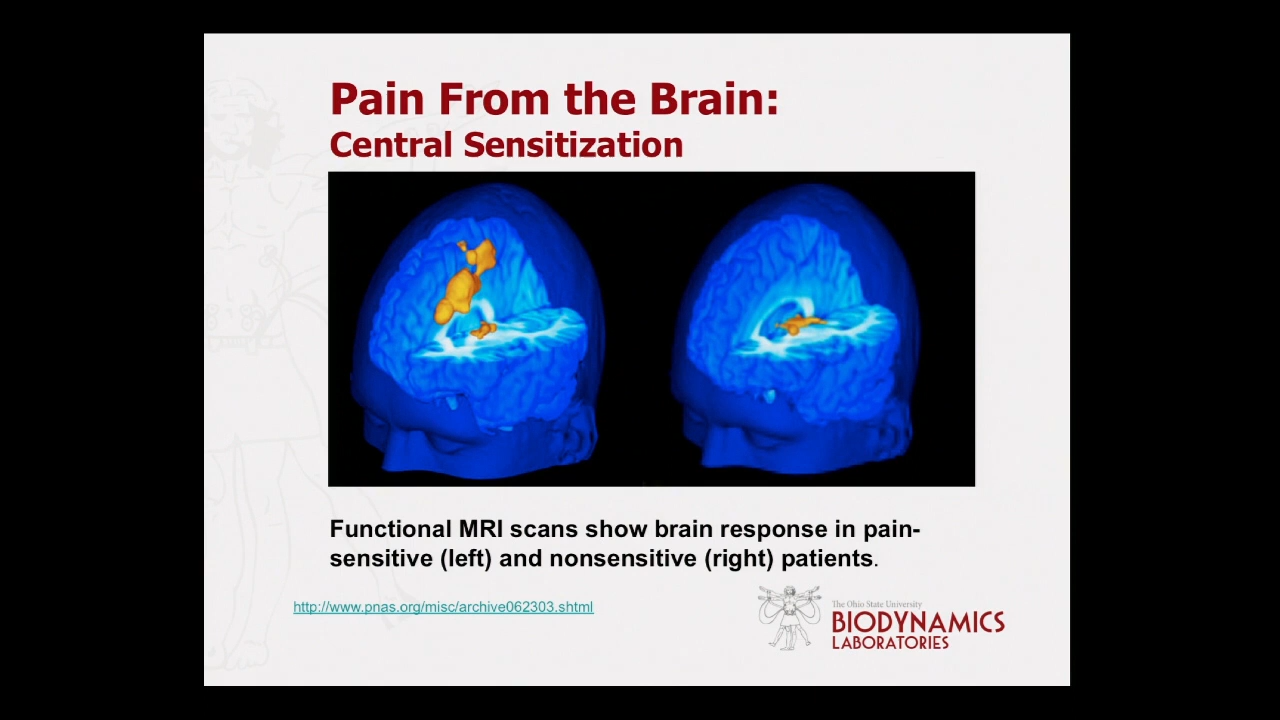 Pain From the Brain:
Central Sensitization
Functional MRI scans show brain response in pain-
sensitive (left) and nonsensitive (right) patients.
http://www.pnas.org/misc/archive062303.shtml
The Ohio State University
BIODYNAMICS
LABORATORIES